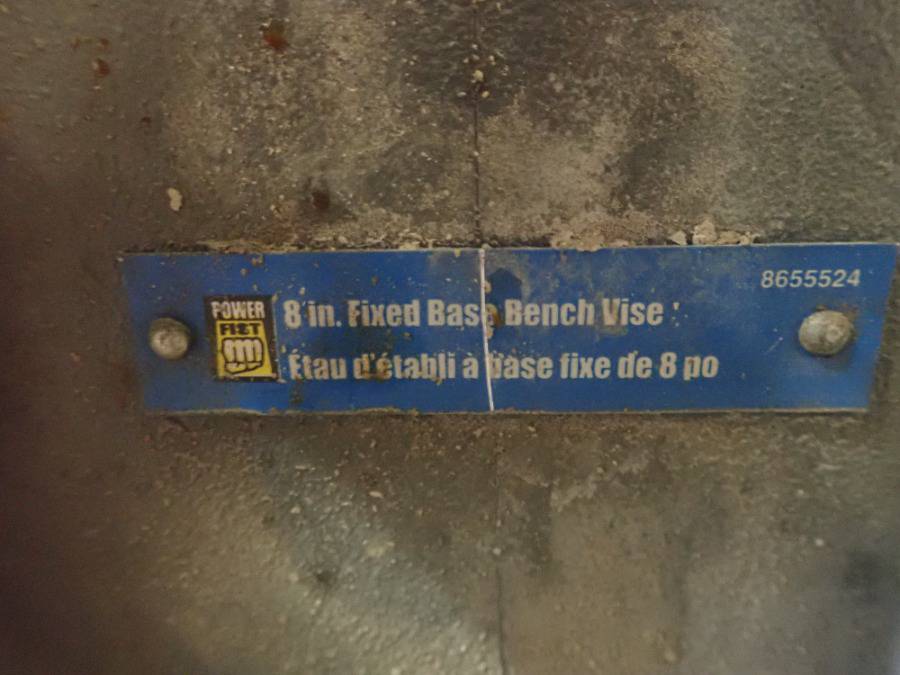 8655524
POWER
FIST
8 in. Fixed Base Bench Vise
Étau d'établi à base fixe de 8 po